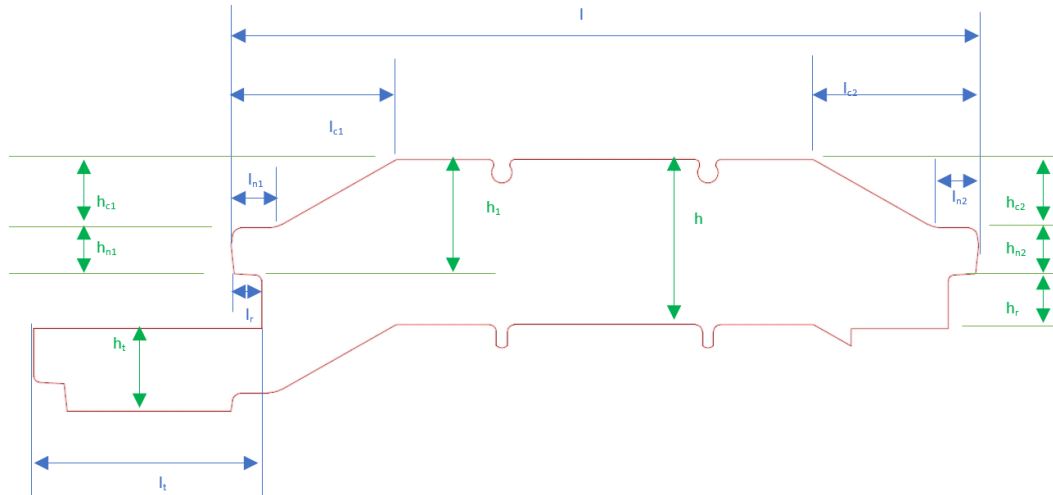 l
l_c1
l_c2
l_n1
l_n2
h_c1
h_1
h
h_c2
h_n1
h_n2
l_r
h_r
h_t
l_t